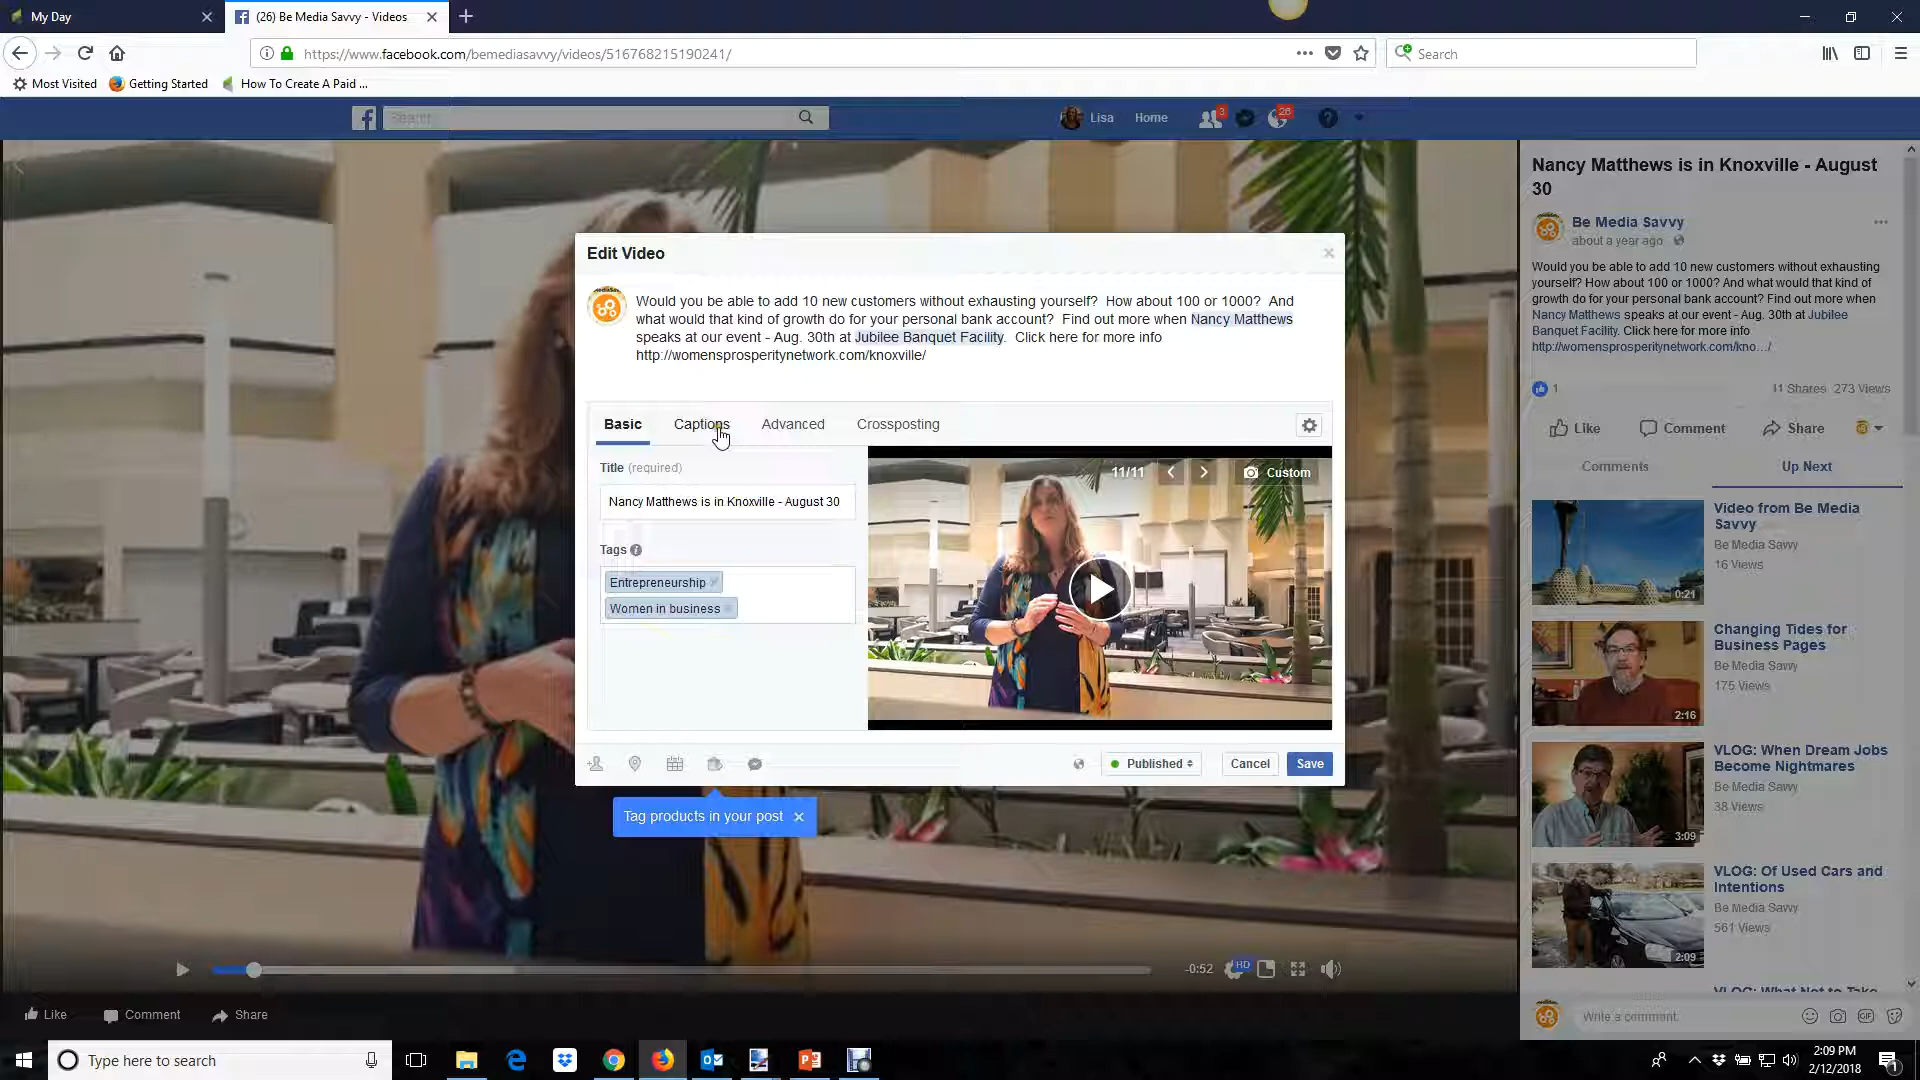 My Day
(26) Be Media Savvy - Videos
https://www.facebook.com/bemediasavvy/videos/516768215190241/
Search
Most Visited
Getting Started
How To Create A Paid ...
Search
Lisa
Home
3
26
Edit Video
Would you be able to add 10 new customers without exhausting yourself? How about 100 or 1000? And
what would that kind of growth do for your personal bank account? Find out more when Nancy Matthews
speaks at our event - Aug. 30th at Jubilee Banquet Facility. Click here for more info
http://womensprosperitynetwork.com/knoxville/
Basic
Captions
Advanced
Crossposting
Title (required)
Nancy Matthews is in Knoxville - August 30
Tags
Entrepreneurship
Women in business
11/11
Custom
Published
Cancel
Save
Tag products in your post
-0:52
HD
Like
Comment
Share
Nancy Matthews is in Knoxville - August
30
Be Media Savvy
about a year ago
Would you be able to add 10 new customers without exhausting
yourself? How about 100 or 1000? And what would that kind of
growth do for your personal bank account? Find out more when
Nancy Matthews speaks at our event - Aug. 30th at Jubilee
Banquet Facility. Click here for more info
http://womensprosperitynetwork.com/kno.../
1
11 Shares 273 Views
Like
Comment
Share
Comments
Up Next
Video from Be Media
Savvy
Be Media Savvy
16 Views
0:21
Changing Tides for
Business Pages
Be Media Savvy
175 Views
2:16
VLOG: When Dream Jobs
Become Nightmares
Be Media Savvy
38 Views
3:09
VLOG: Of Used Cars and
Intentions
Be Media Savvy
561 Views
2:09
VLOG: What Not to Take
Write a comment
GIF
Type here to search
2:09 PM
2/12/2018
1